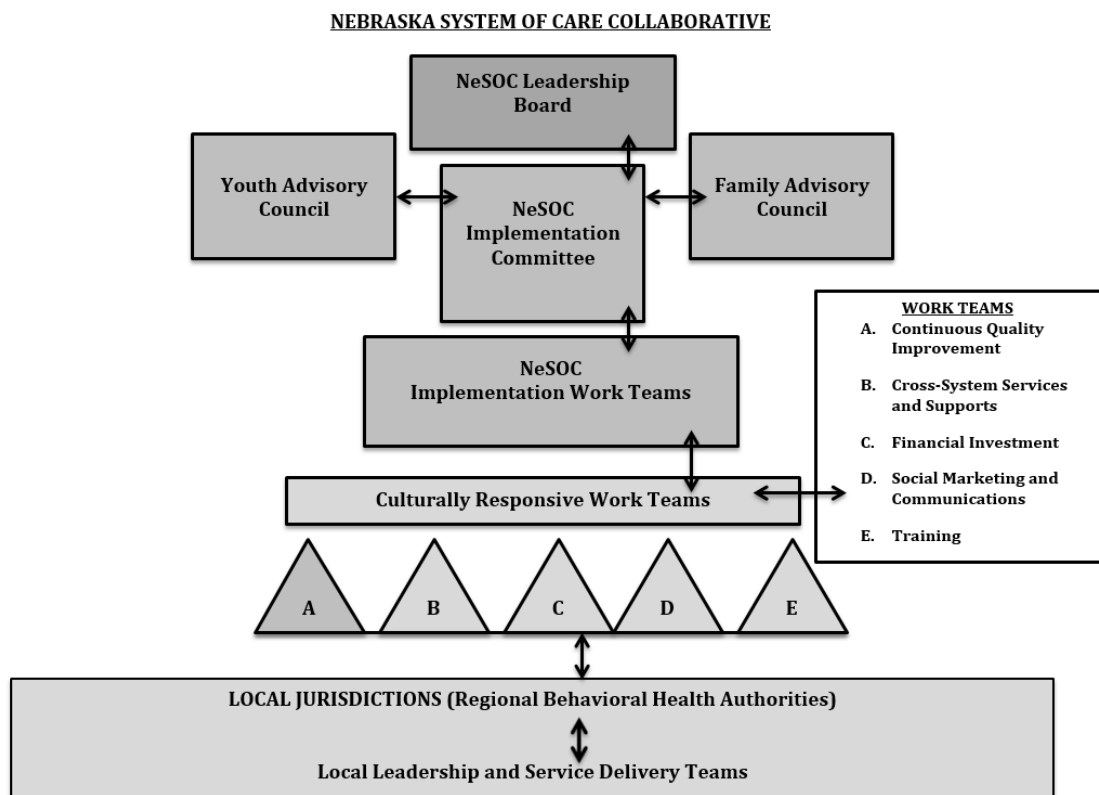 NEBRASKA SYSTEM OF CARE COLLABORATIVE
NeSOC Leadership
Board
Youth Advisory
Council
NeSOC
Implementation
Committee
Family Advisory
Council
NeSOC
Implementation Work Teams
WORK TEAMS
A. Continuous Quality
Improvement
B. Cross-System Services
and Supports
C. Financial Investment
D. Social Marketing and
Communications
E. Training
Culturally Responsive Work Teams
A B C D E
LOCAL JURISDICTIONS (Regional Behavioral Health Authorities)
Local Leadership and Service Delivery Teams